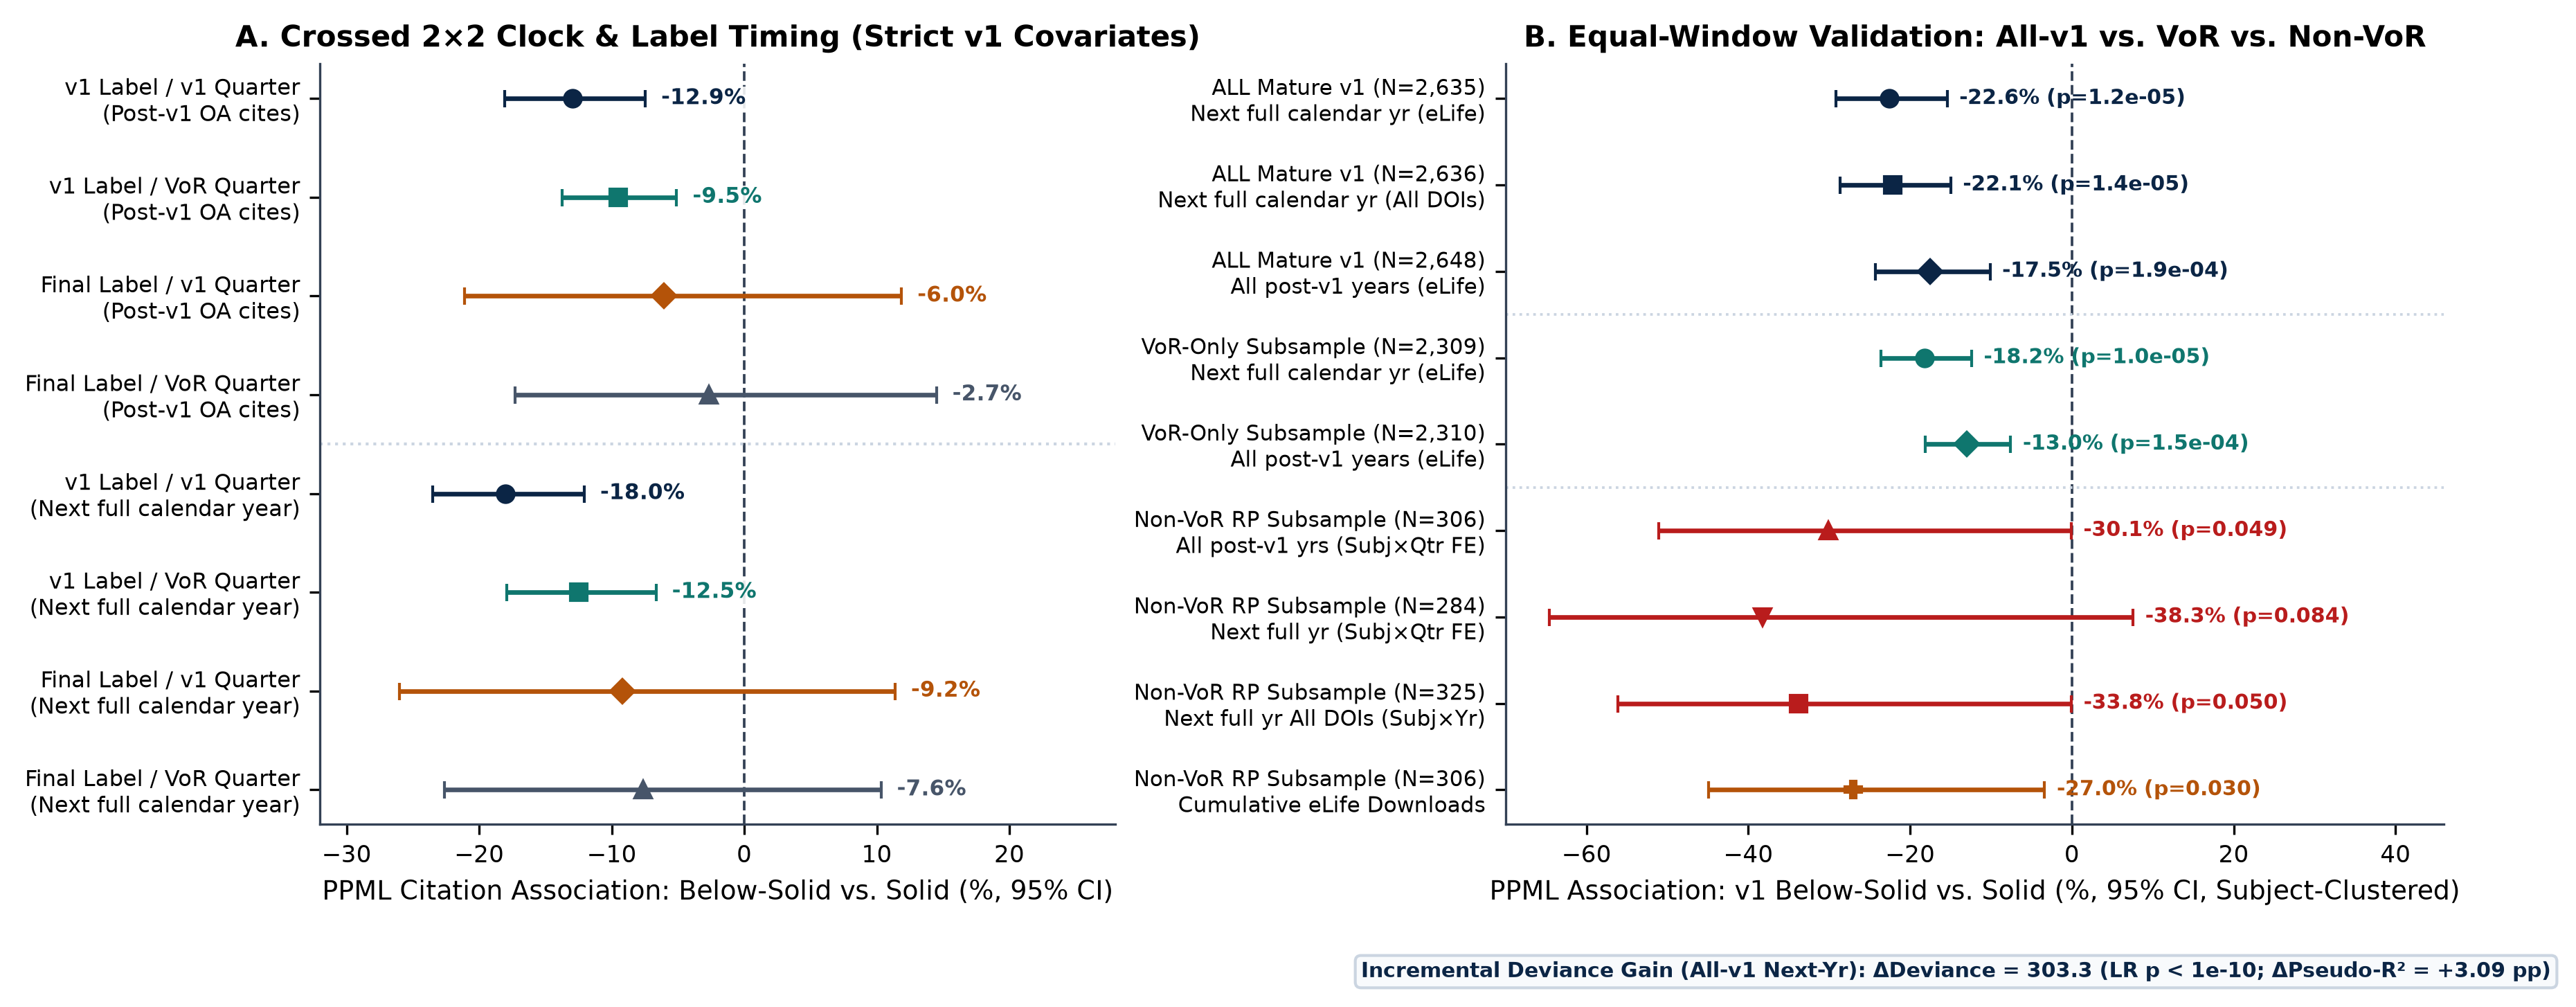 A. Crossed 2×2 Clock & Label Timing (Strict v1 Covariates)
v1 Label / v1 Quarter
(Post-v1 OA cites)
-12.9%
v1 Label / VoR Quarter
(Post-v1 OA cites)
-9.5%
Final Label / v1 Quarter
(Post-v1 OA cites)
-6.0%
Final Label / VoR Quarter
(Post-v1 OA cites)
-2.7%
v1 Label / v1 Quarter
(Next full calendar year)
-18.0%
v1 Label / VoR Quarter
(Next full calendar year)
-12.5%
Final Label / v1 Quarter
(Next full calendar year)
-9.2%
Final Label / VoR Quarter
(Next full calendar year)
-7.6%
−30 −20 −10 0 10 20
PPML Citation Association: Below-Solid vs. Solid (%, 95% CI)
B. Equal-Window Validation: All-v1 vs. VoR vs. Non-VoR
ALL Mature v1 (N=2,635)
Next full calendar yr (eLife)
-22.6% (p=1.2e-05)
ALL Mature v1 (N=2,636)
Next full calendar yr (All DOIs)
-22.1% (p=1.4e-05)
ALL Mature v1 (N=2,648)
All post-v1 years (eLife)
-17.5% (p=1.9e-04)
VoR-Only Subsample (N=2,309)
Next full calendar yr (eLife)
-18.2% (p=1.0e-05)
VoR-Only Subsample (N=2,310)
All post-v1 years (eLife)
-13.0% (p=1.5e-04)
Non-VoR RP Subsample (N=306)
All post-v1 yrs (Subj×Qtr FE)
-30.1% (p=0.049)
Non-VoR RP Subsample (N=284)
Next full yr (Subj×Qtr FE)
-38.3% (p=0.084)
Non-VoR RP Subsample (N=325)
Next full yr All DOIs (Subj×Yr)
-33.8% (p=0.050)
Non-VoR RP Subsample (N=306)
Cumulative eLife Downloads
-27.0% (p=0.030)
−60 −40 −20 0 20 40
PPML Association: v1 Below-Solid vs. Solid (%, 95% CI, Subject-Clustered)
Incremental Deviance Gain (All-v1 Next-Yr): ΔDeviance = 303.3 (LR p < 1e-10; ΔPseudo-R² = +3.09 pp)